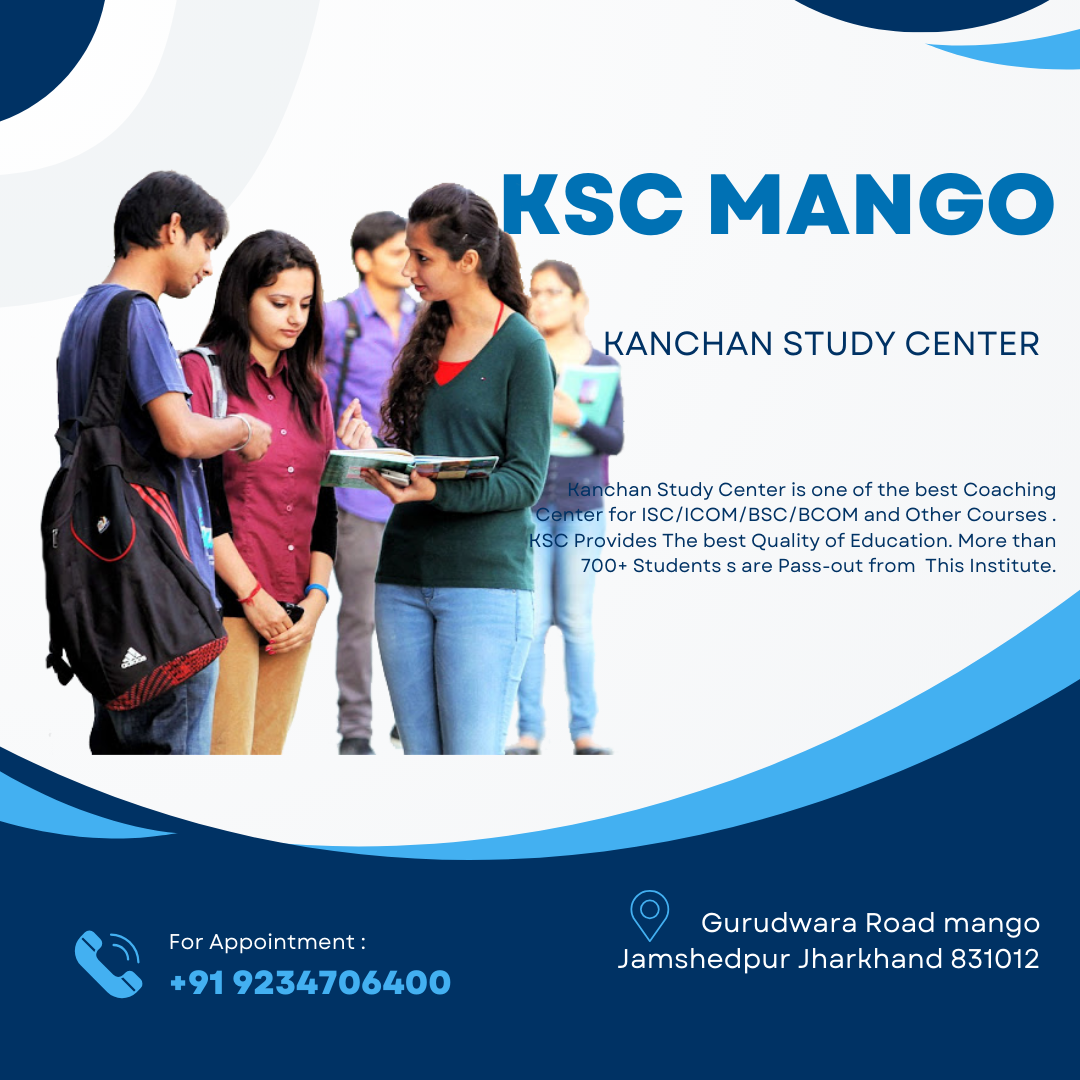 KSC MANGO
KANCHAN STUDY CENTER
Kanchan Study Center is one of the best Coaching
Center for ISC/ICOM/BSC/BCOM and Other Courses .
KSC Provides The best Quality of Education. More than
700+ Students s are Pass-out from  This Institute.
adidas
For Appointment :
+91 9234706400
Gurudwara Road mango
Jamshedpur Jharkhand 831012